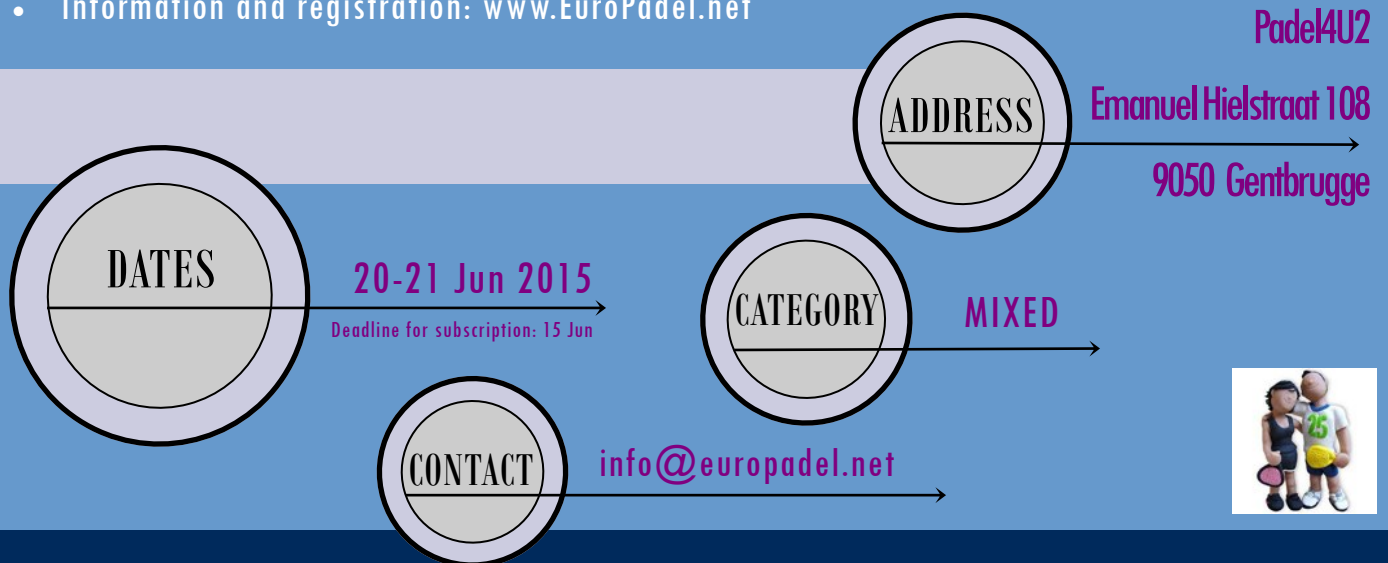 • Information and registration: www.EuroPadel.net
Padel4U2
ADDRESS
Emanuel Hielstraat 108
9050 Gentbrugge
DATES
20-21 Jun 2015
Deadline for subscription: 15 Jun
CATEGORY
MIXED
CONTACT
info@europadel.net
25